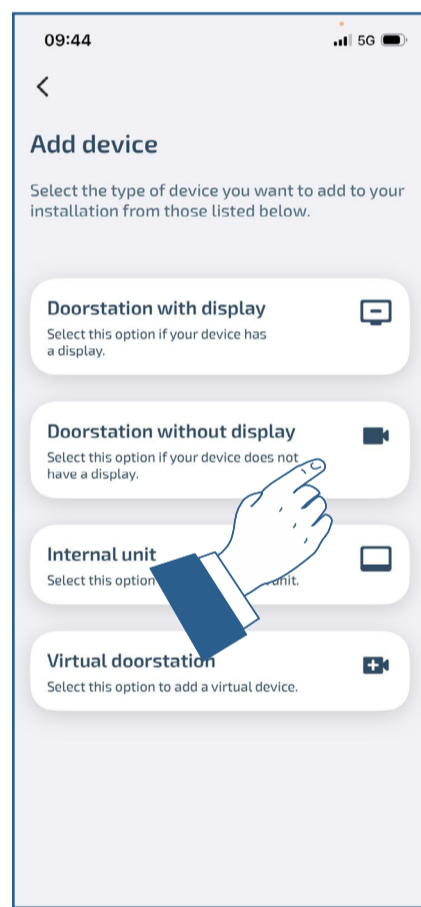 09:44
5G
Add device
Select the type of device you want to add to your
installation from those listed below.
Doorstation with display
Select this option if your device has
a display.
Doorstation without display
Select this option if your device does not
have a display.
Internal unit
Select this option unit.
Virtual doorstation
Select this option to add a virtual device.